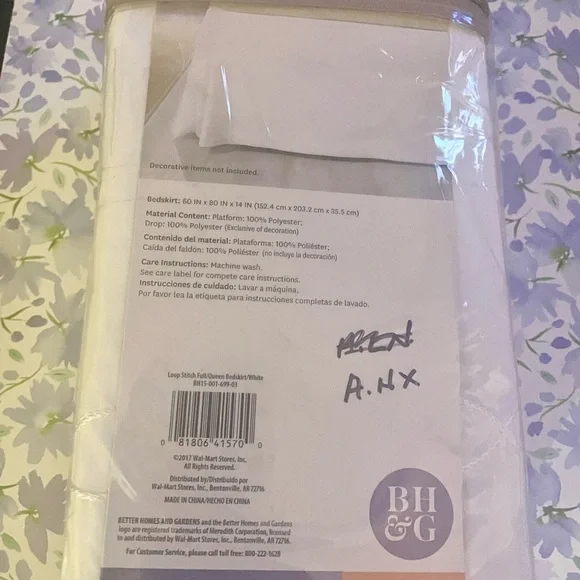 Decorative items not included.
Bedskirt: 60 IN x 80 IN x 14 IN (152.4 cm x 203.2 cm x 35.5 cm)
Material Content: Platform: 100% Polyester;
Drop: 100% Polyester (Exclusive of decoration)
Contenido del material: Plataforma: 100% Poliéster;
Caída del faldón: 100% Poliéster (no incluye la decoración)
Care Instructions: Machine wash.
See care label for compete care instructions.
Instrucciones de cuidado: Lavar a máquina.
Por favor lea la etiqueta para instrucciones completas de lavado.
A.NX
Loop Stitch Full/Queen Bedskirt/White
BH15-001-699-03
0 81806 41570 0
©2017 Wal-Mart Stores, Inc.
All Rights Reserved.
Distributed by/Distribuido por
Wal-Mart Stores, Inc., Bentonville, AR 72716
MADE IN CHINA/HECHO EN CHINA
BH
&G
BETTER HOMES AND GARDENS and the Better Homes and Gardens
logo are registered trademarks of Meredith Corporation, licensed
to and distributed by Wal-Mart Stores, Inc., Bentonville, AR 72716.
For Customer Service, please call toll free: 800-222-1620